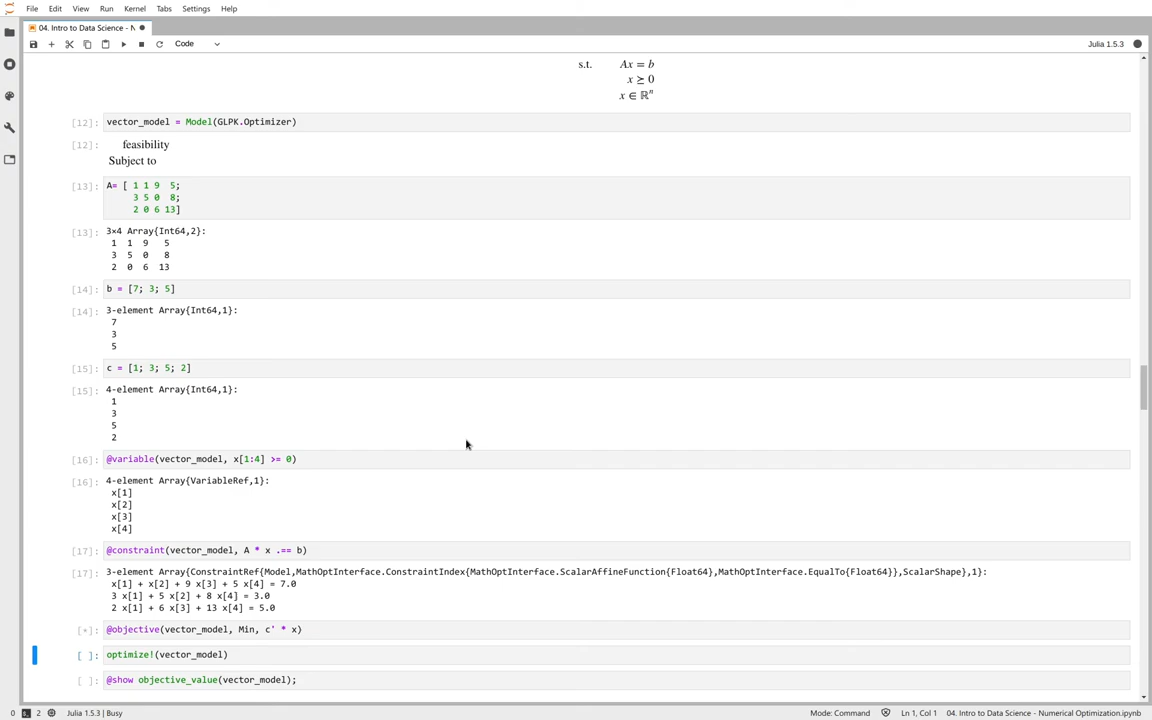 File Edit View Run Kernel Tabs Settings Help
04. Intro to Data Science - N
Code
Julia 1.5.3
s.t. Ax = b
x ⪰ 0
x ∈ ℝⁿ
[12]: vector_model = Model(GLPK.Optimizer)
[12]: feasibility
Subject to
[13]: A= [ 1 1 9  5;
3 5 0  8;
2 0 6 13]
[13]: 3×4 Array{Int64,2}:
1  1  9   5
3  5  0   8
2  0  6  13
[14]: b = [7; 3; 5]
[14]: 3-element Array{Int64,1}:
7
3
5
[15]: c = [1; 3; 5; 2]
[15]: 4-element Array{Int64,1}:
1
3
5
2
[16]: @variable(vector_model, x[1:4] >= 0)
[16]: 4-element Array{VariableRef,1}:
x[1]
x[2]
x[3]
x[4]
[17]: @constraint(vector_model, A * x .== b)
[17]: 3-element Array{ConstraintRef{Model,MathOptInterface.ConstraintIndex{MathOptInterface.ScalarAffineFunction{Float64},MathOptInterface.EqualTo{Float64}},ScalarShape},1}:
x[1] + x[2] + 9 x[3] + 5 x[4] = 7.0
3 x[1] + 5 x[2] + 8 x[4] = 3.0
2 x[1] + 6 x[3] + 13 x[4] = 5.0
[*]: @objective(vector_model, Min, c' * x)
[ ]: optimize!(vector_model)
[ ]: @show objective_value(vector_model);
0 2 Julia 1.5.3 | Busy Mode: Command Ln 1, Col 1 04. Intro to Data Science - Numerical Optimization.ipynb